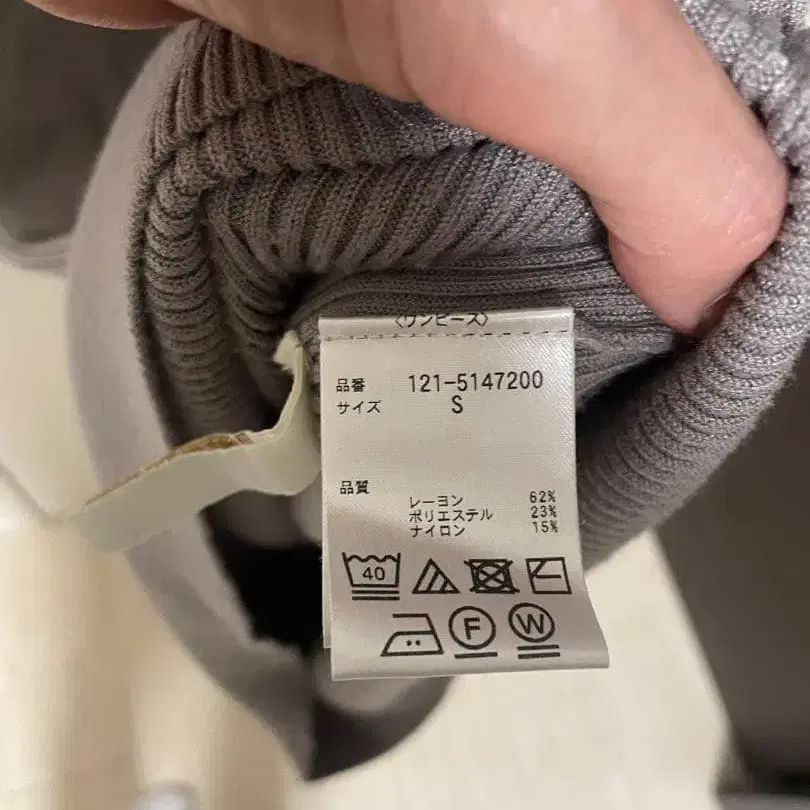 〈ワンピース〉
品番 121-5147200
サイズ S
品質
レーヨン 62%
ポリエステル 23%
ナイロン 15%
40
F W